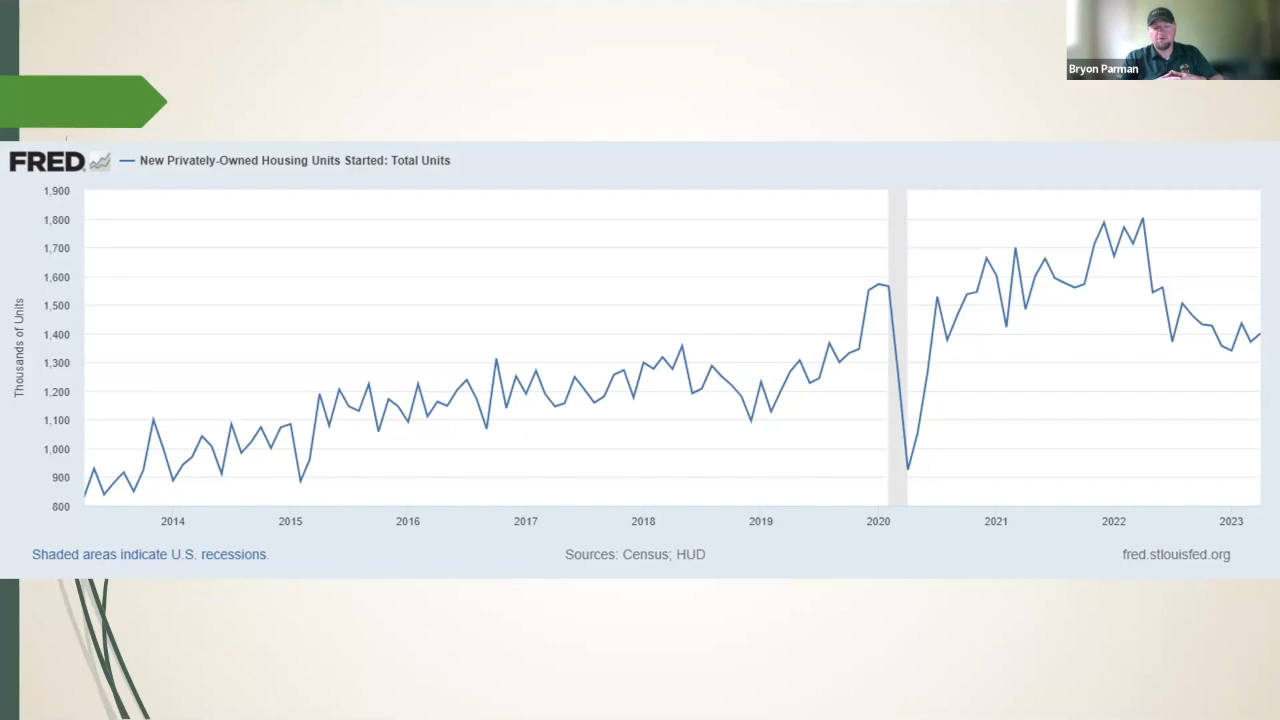 Bryon Parman
FRED
New Privately-Owned Housing Units Started: Total Units
Thousands of Units
1,900
1,800
1,700
1,600
1,500
1,400
1,300
1,200
1,100
1,000
900
800
2014 2015 2016 2017 2018 2019 2020 2021 2022 2023
Shaded areas indicate U.S. recessions. Sources: Census; HUD fred.stlouisfed.org